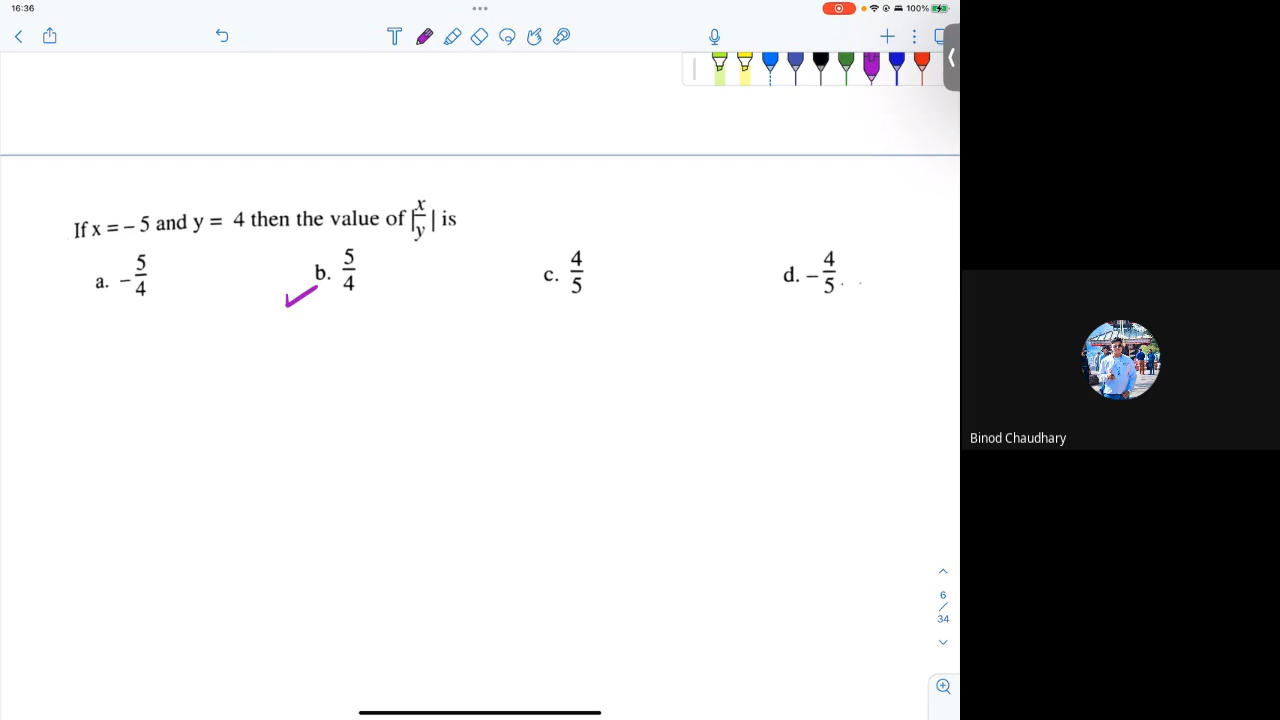 16:36
100%
T
If x = – 5 and y = 4 then the value of |x/y| is
a. –5/4 b. 5/4 c. 4/5 d. –4/5
Binod Chaudhary
6
/
34